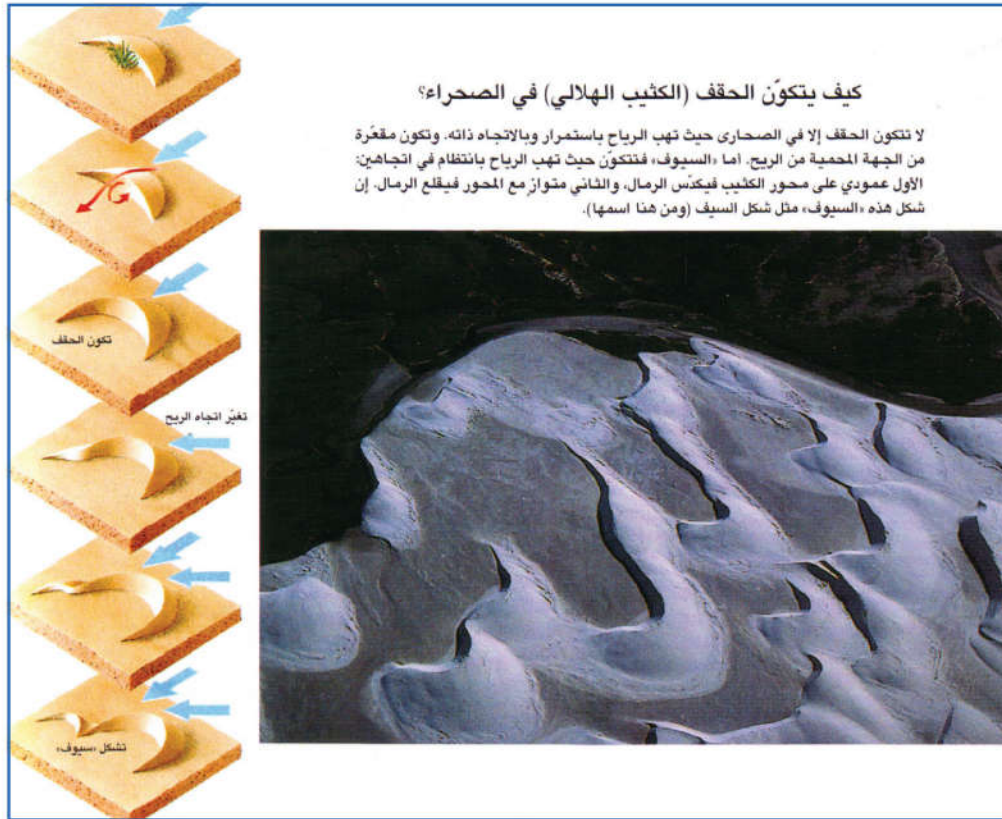 كيف يتكوّن الحقف (الكثيب الهلالي) في الصحراء؟
لا تتكون الحقف إلا في الصحارى حيث تهب الرياح باستمرار وبالاتجاه ذاته. وتكون مقعّرة
من الجهة المحمية من الريح. أما «السيوف» فتتكوّن حيث تهب الرياح بانتظام في اتجاهين:
الأول عمودي على محور الكثيب فيكدّس الرمال، والثاني متوازٍ مع المحور فيقلع الرمال. إن
شكل هذه «السيوف» مثل شكل السيف (ومن هنا اسمها).
تكون الحقف
تغيّر اتجاه الريح
تشكل «سيوف»